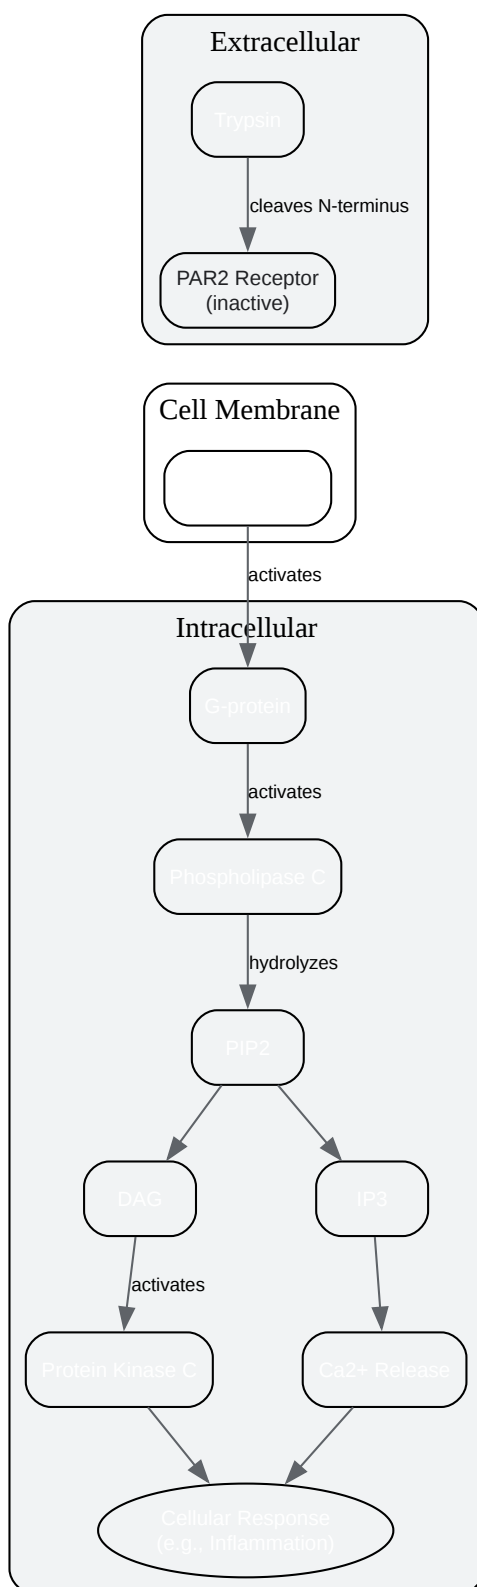 Extracellular
Trypsin
cleaves N-terminus
PAR2 Receptor
(inactive)
Cell Membrane
activates
Intracellular
G-protein
activates
Phospholipase C
hydrolyzes
PIP2
DAG
IP3
activates
Protein Kinase C
Ca2+ Release
Cellular Response
(e.g., Inflammation)